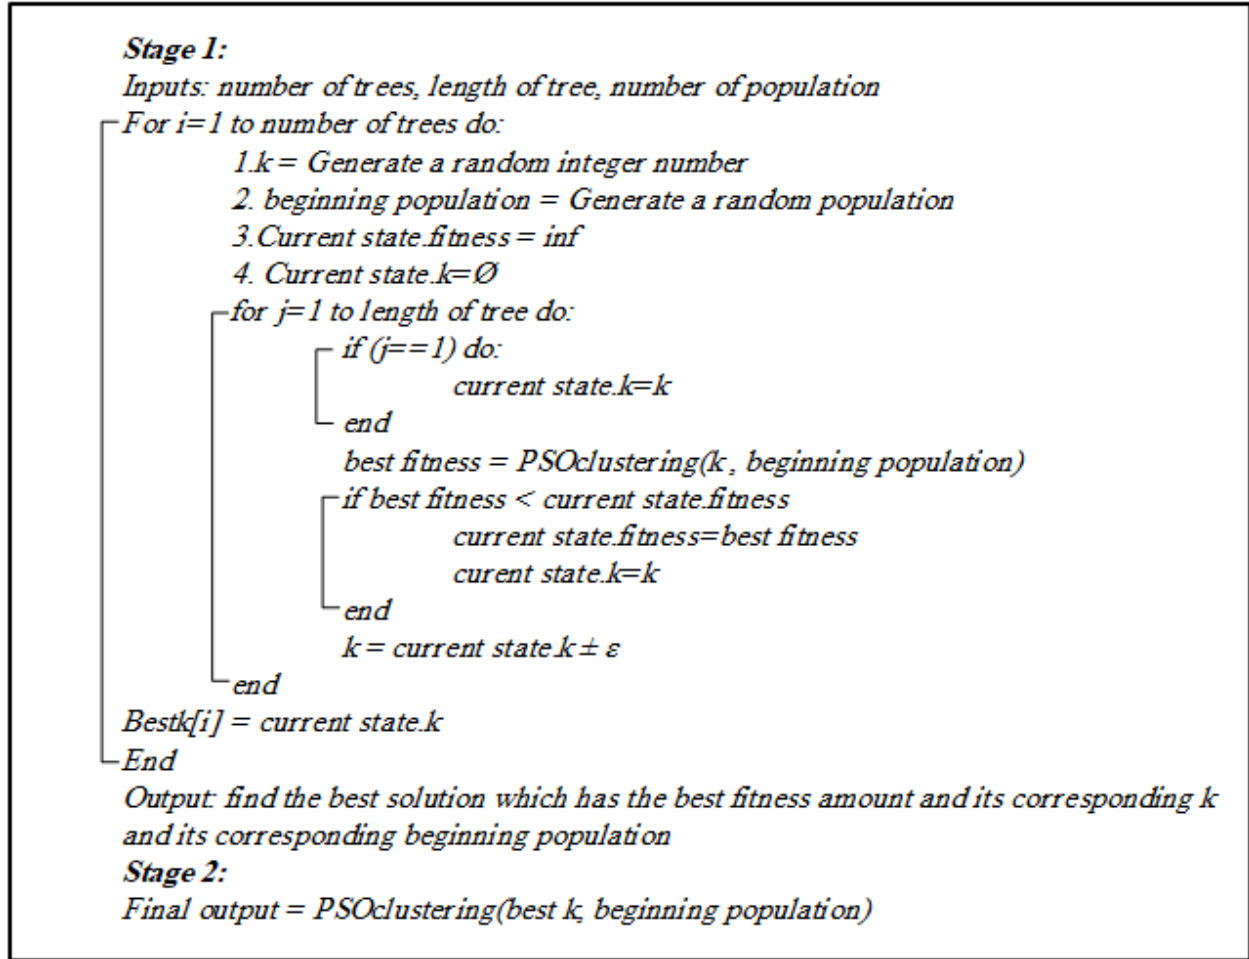 Stage 1:
Inputs: number of trees, length of tree, number of population
For i=1 to number of trees do:
1.k = Generate a random integer number
2. beginning population = Generate a random population
3.Current state.fitness = inf
4. Current state.k=Ø
for j=1 to length of tree do:
if (j==1) do:
current state.k=k
end
best fitness = PSOclustering(k , beginning population)
if best fitness < current state.fitness
current state.fitness=best fitness
curent state.k=k
end
k = current state.k ± ε
end
Bestk[i] = current state.k
End
Output: find the best solution which has the best fitness amount and its corresponding k
and its corresponding beginning population
Stage 2:
Final output = PSOclustering(best k, beginning population)